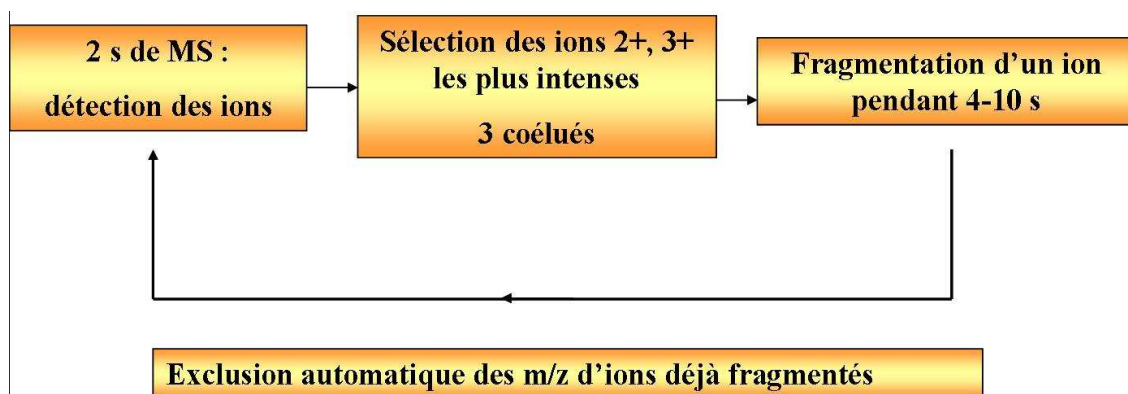 2 s de MS :
détection des ions
Sélection des ions 2+, 3+
les plus intenses
3 coélués
Fragmentation d’un ion
pendant 4-10 s
Exclusion automatique des m/z d’ions déjà fragmentés